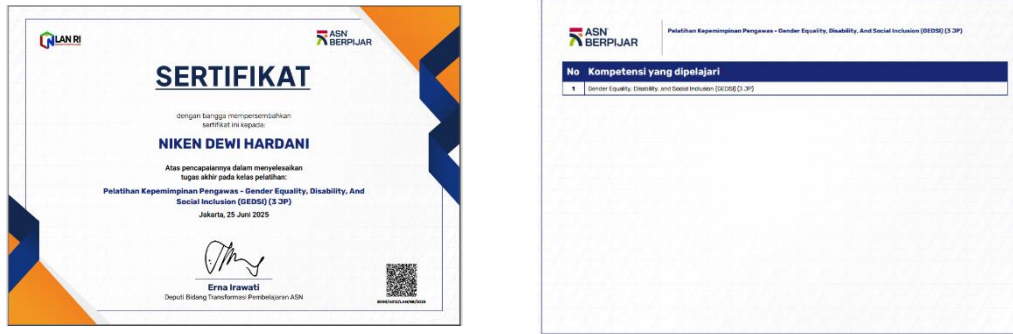 LAN RI
ASN
BERPIJAR
SERTIFIKAT
dengan bangga mempersembahkan
sertifikat ini kepada:
NIKEN DEWI HARDANI
Atas pencapaiannya dalam menyelesaikan
tugas akhir pada kelas pelatihan:
Pelatihan Kepemimpinan Pengawas - Gender Equality, Disability, And
Social Inclusion (GEDSI) (3 JP)
Jakarta, 25 Juni 2025
Erna Irawati
Deputi Bidang Transformasi Pembelajaran ASN
ASN
BERPIJAR
Pelatihan Kepemimpinan Pengawas - Gender Equality, Disability, And Social Inclusion (GEDSI) (3 JP)
No Kompetensi yang dipelajari
1 Gender Equality, Disability, and Social Inclusion (GEDSI) (3 JP)